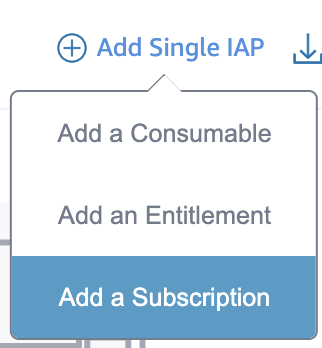 Add Single IAP
Add a Consumable
Add an Entitlement
Add a Subscription